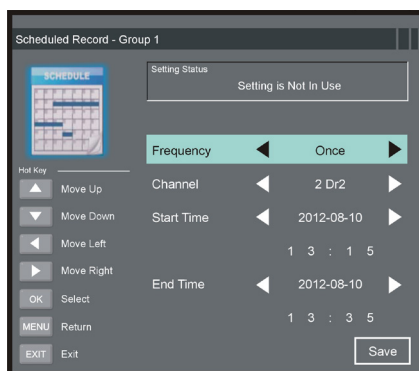 Scheduled Record - Group 1
SCHEDULE
Setting Status
Setting is Not In Use
Frequency Once
Channel 2 Dr2
Start Time 2012-08-10
1 3 : 1 5
End Time 2012-08-10
1 3 : 3 5
Hot Key
Move Up
Move Down
Move Left
Move Right
OK Select
MENU Return
EXIT Exit
Save